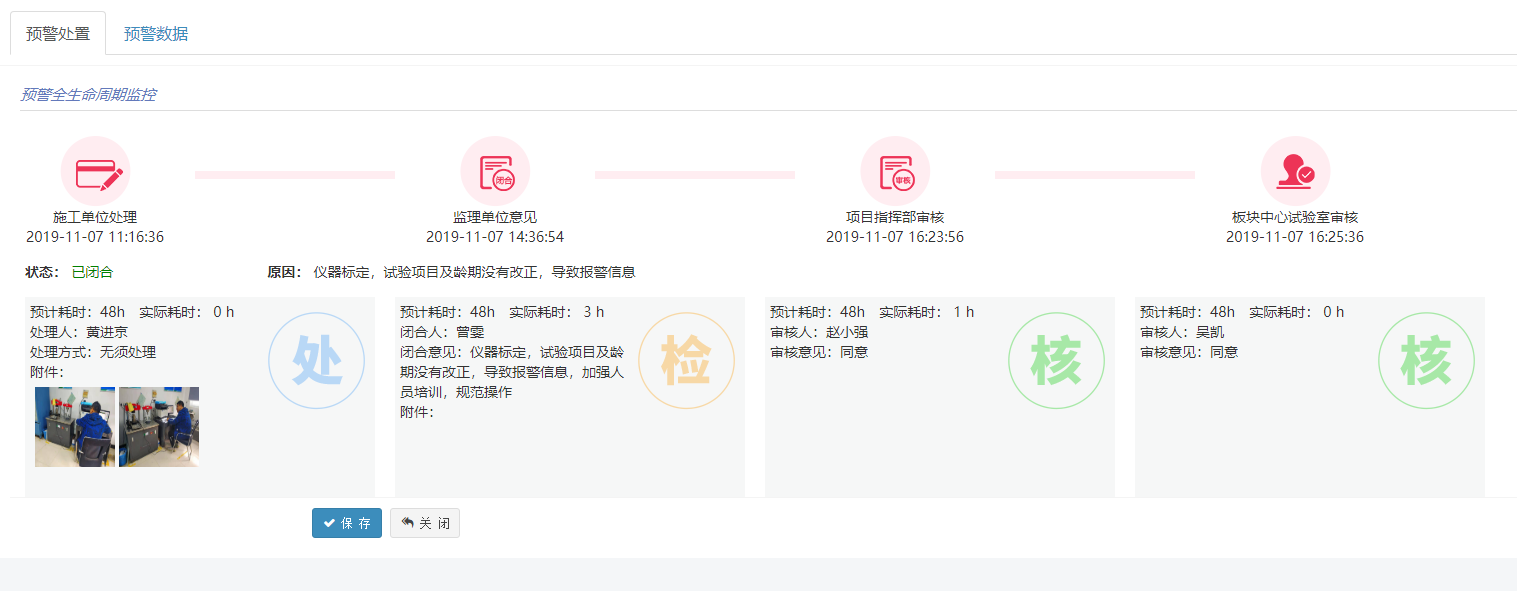 预警处置 预警数据
预警全生命周期监控
闭合 审核
施工单位处理 监理单位意见 项目指挥部审核 板块中心试验室审核
2019-11-07 11:16:36 2019-11-07 14:36:54 2019-11-07 16:23:56 2019-11-07 16:25:36
状态: 已闭合 原因: 仪器标定，试验项目及龄期没有改正，导致报警信息
预计耗时: 48h 实际耗时: 0 h
处理人: 黄进京
处理方式: 无须处理
附件:
处
预计耗时: 48h 实际耗时: 3 h
闭合人: 曾雯
闭合意见: 仪器标定，试验项目及龄
期没有改正，导致报警信息，加强人
员培训，规范操作
附件:
检
预计耗时: 48h 实际耗时: 1 h
审核人: 赵小强
审核意见: 同意
核
预计耗时: 48h 实际耗时: 0 h
审核人: 吴凯
审核意见: 同意
核
保 存 关 闭